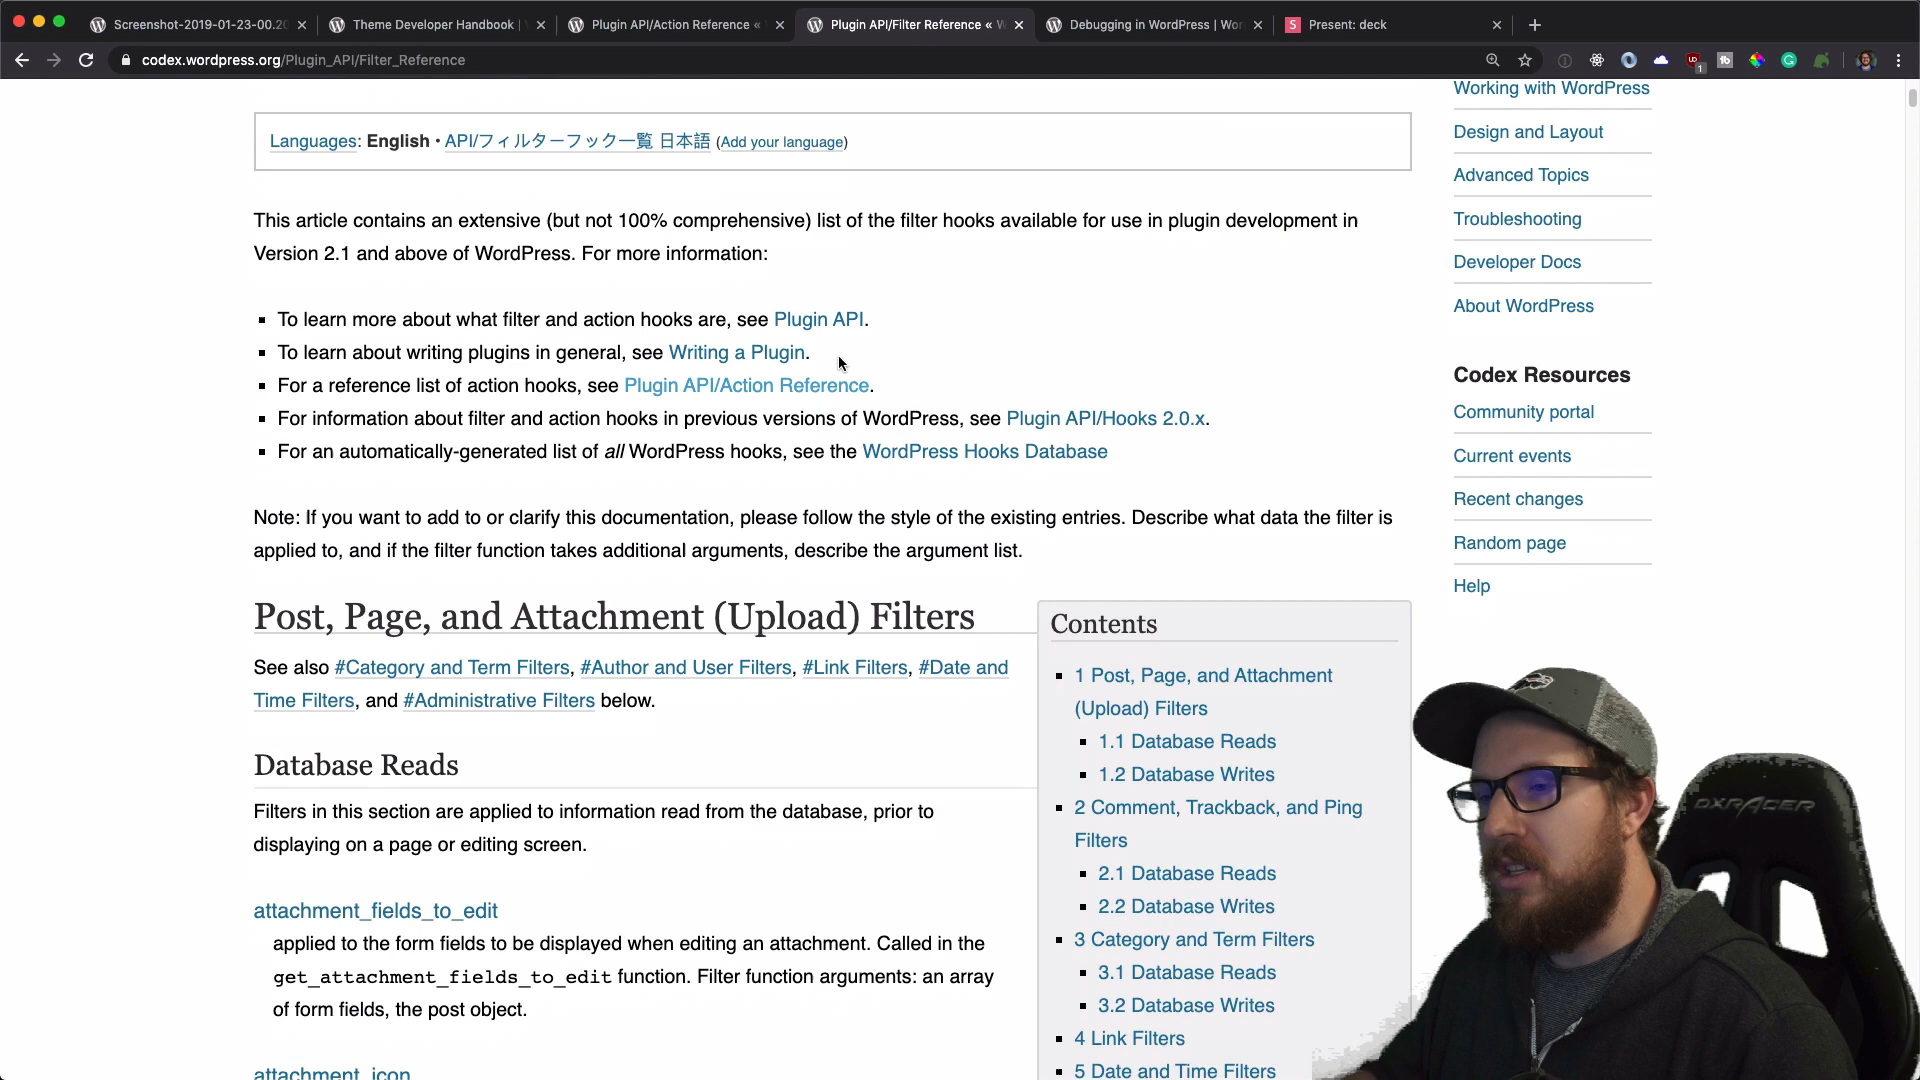 Screenshot-2019-01-23-00.20
Theme Developer Handbook |
Plugin API/Action Reference «
Plugin API/Filter Reference « W
Debugging in WordPress | Wor
S Present: deck
codex.wordpress.org/Plugin_API/Filter_Reference
Languages: English • API/フィルターフック一覧 日本語 (Add your language)
This article contains an extensive (but not 100% comprehensive) list of the filter hooks available for use in plugin development in
Version 2.1 and above of WordPress. For more information:
To learn more about what filter and action hooks are, see Plugin API.
To learn about writing plugins in general, see Writing a Plugin.
For a reference list of action hooks, see Plugin API/Action Reference.
For information about filter and action hooks in previous versions of WordPress, see Plugin API/Hooks 2.0.x.
For an automatically-generated list of all WordPress hooks, see the WordPress Hooks Database
Note: If you want to add to or clarify this documentation, please follow the style of the existing entries. Describe what data the filter is
applied to, and if the filter function takes additional arguments, describe the argument list.
Post, Page, and Attachment (Upload) Filters
See also #Category and Term Filters, #Author and User Filters, #Link Filters, #Date and
Time Filters, and #Administrative Filters below.
Database Reads
Filters in this section are applied to information read from the database, prior to
displaying on a page or editing screen.
attachment_fields_to_edit
applied to the form fields to be displayed when editing an attachment. Called in the
get_attachment_fields_to_edit function. Filter function arguments: an array
of form fields, the post object.
attachment_icon
Contents
1 Post, Page, and Attachment
(Upload) Filters
1.1 Database Reads
1.2 Database Writes
2 Comment, Trackback, and Ping
Filters
2.1 Database Reads
2.2 Database Writes
3 Category and Term Filters
3.1 Database Reads
3.2 Database Writes
4 Link Filters
5 Date and Time Filters
Working with WordPress
Design and Layout
Advanced Topics
Troubleshooting
Developer Docs
About WordPress
Codex Resources
Community portal
Current events
Recent changes
Random page
Help
DXRACER